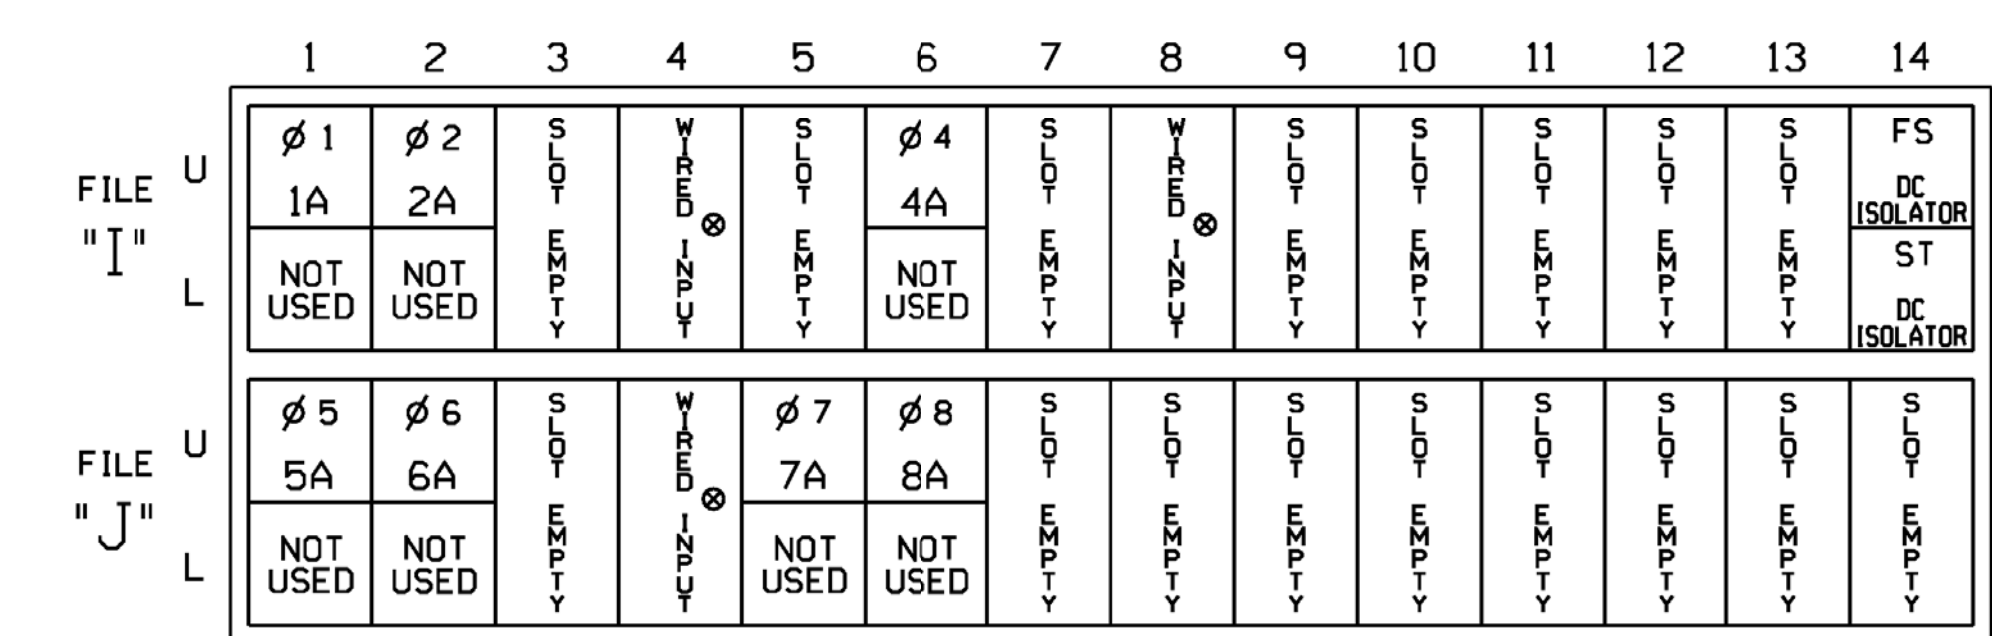 1 2 3 4 5 6 7 8 9 10 11 12 13 14
FILE "I"
U
L
Ø 1
1A
NOT
USED
Ø 2
2A
NOT
USED
SLOT EMPTY
WIRED INPUT
⊗
SLOT EMPTY
Ø 4
4A
NOT
USED
SLOT EMPTY
WIRED INPUT
⊗
SLOT EMPTY
SLOT EMPTY
SLOT EMPTY
SLOT EMPTY
SLOT EMPTY
FS
DC
ISOLATOR
ST
DC
ISOLATOR
FILE "J"
U
L
Ø 5
5A
NOT
USED
Ø 6
6A
NOT
USED
SLOT EMPTY
WIRED INPUT
⊗
Ø 7
7A
NOT
USED
Ø 8
8A
NOT
USED
SLOT EMPTY
SLOT EMPTY
SLOT EMPTY
SLOT EMPTY
SLOT EMPTY
SLOT EMPTY
SLOT EMPTY
SLOT EMPTY